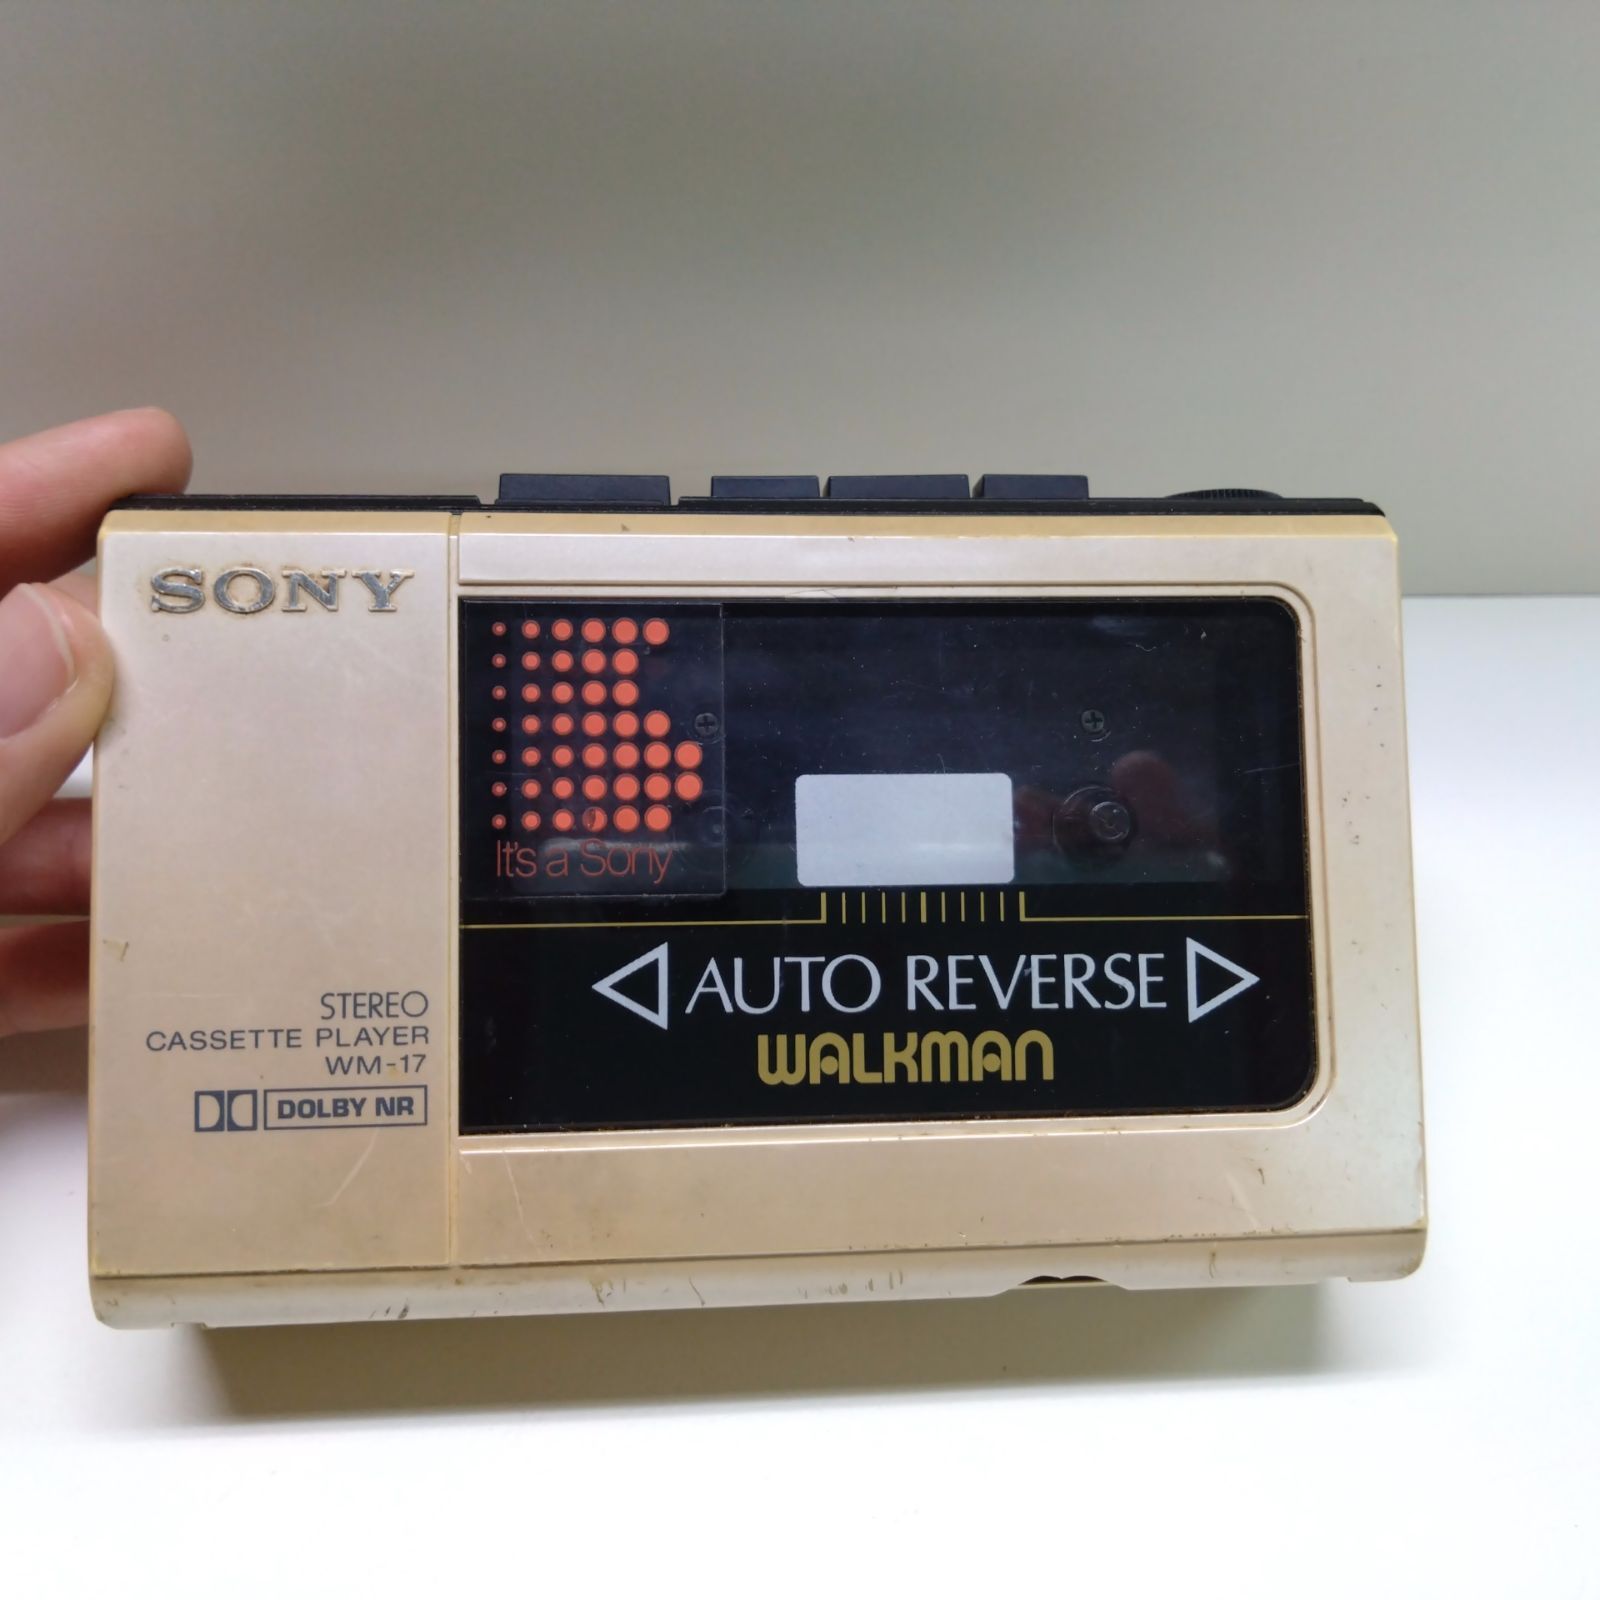 SONY
It's a Sony
STEREO
CASSETTE PLAYER
WM-17
DOLBY NR
AUTO REVERSE
WALKMAN